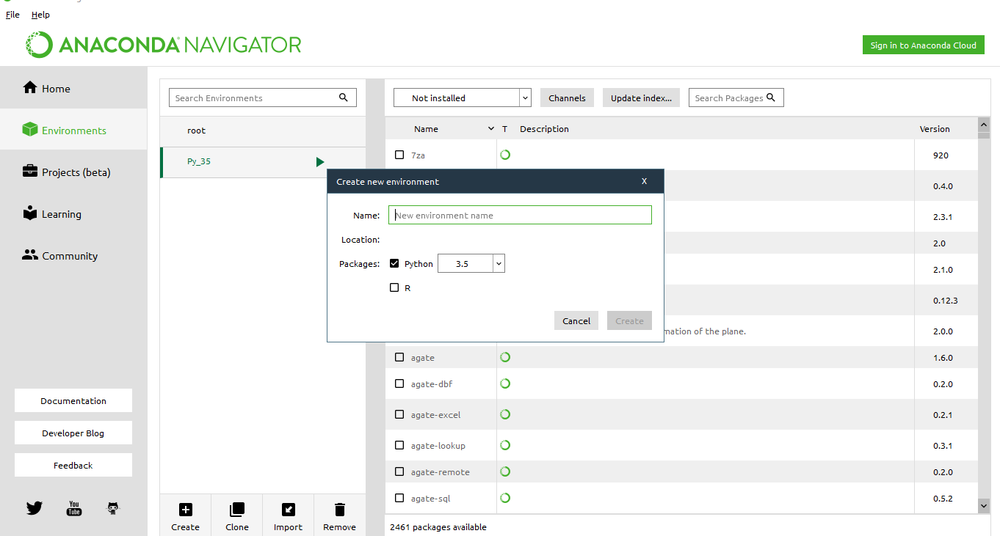 File Help
ANACONDA NAVIGATOR
Sign in to Anaconda Cloud
Home
Environments
Projects (beta)
Learning
Community
Documentation
Developer Blog
Feedback
You
Tube
Search Environments
root
Py_35
Create Clone Import Remove
Not installed Channels Update index... Search Packages
Name T Description Version
7za 920
0.4.0
2.3.1
2.0
2.1.0
0.12.3
mation of the plane. 2.0.0
agate 1.6.0
agate-dbf 0.2.0
agate-excel 0.2.1
agate-lookup 0.3.1
agate-remote 0.2.0
agate-sql 0.5.2
2461 packages available
Create new environment X
Name: New environment name
Location:
Packages: Python 3.5
R
Cancel Create